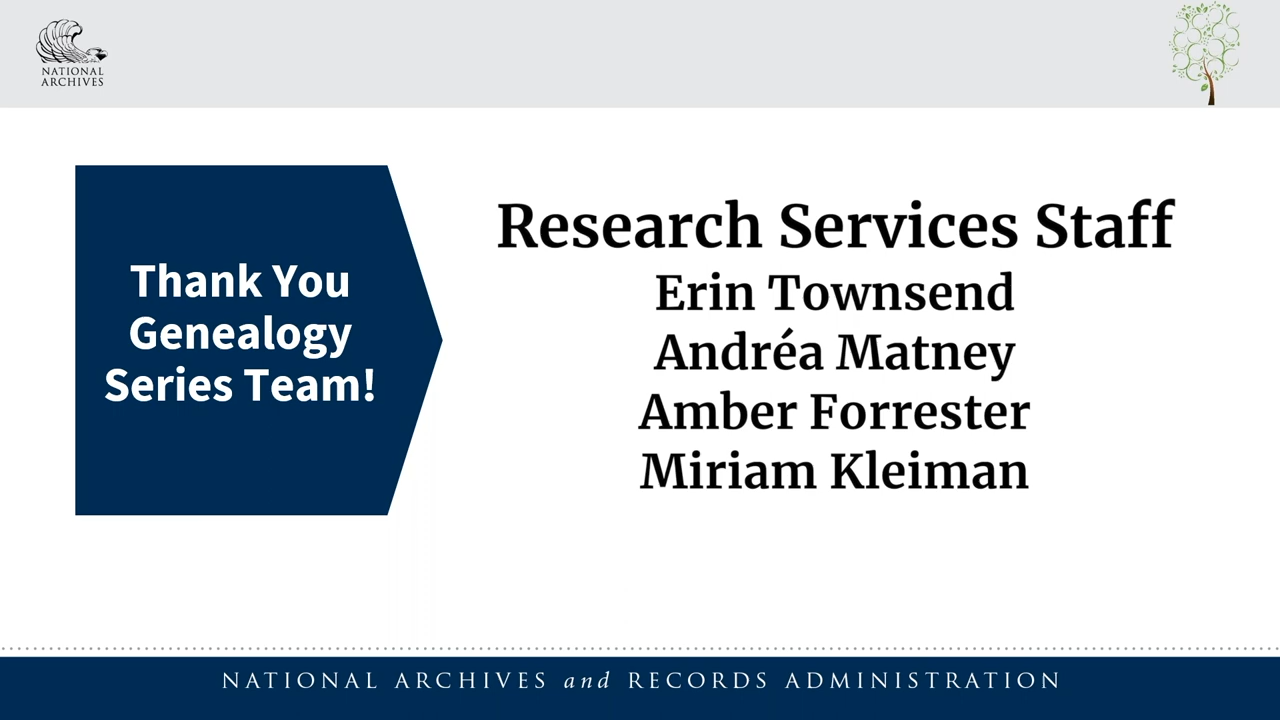 NATIONAL
ARCHIVES
Thank You
Genealogy
Series Team!
Research Services Staff
Erin Townsend
Andréa Matney
Amber Forrester
Miriam Kleiman
NATIONAL ARCHIVES and RECORDS ADMINISTRATION